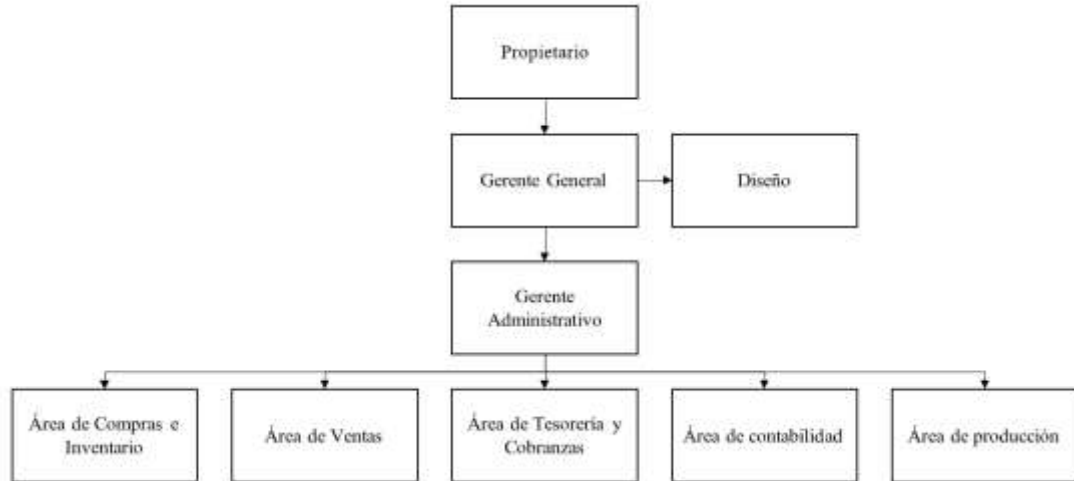 Propietario
Gerente General
Diseño
Gerente
Administrativo
Área de Compras e
Inventario
Área de Ventas
Área de Tesorería y
Cobranzas
Área de contabilidad
Área de producción